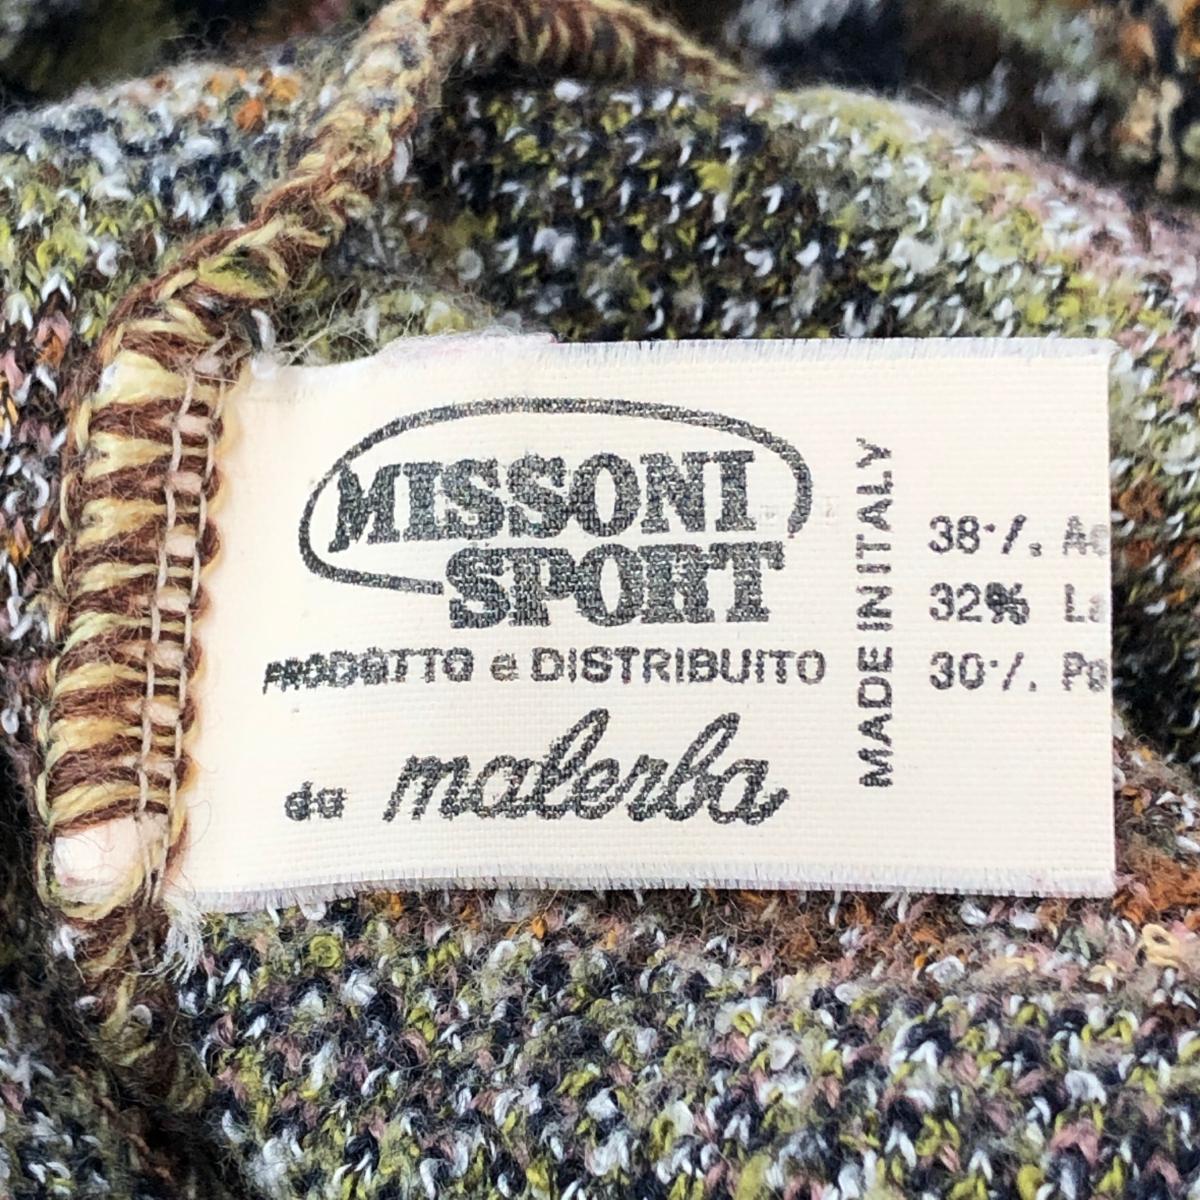 MISSONI
SPORT
PRODOTTO e DISTRIBUITO
da malerba
MADE IN ITALY
38·/.
32%
30·/.